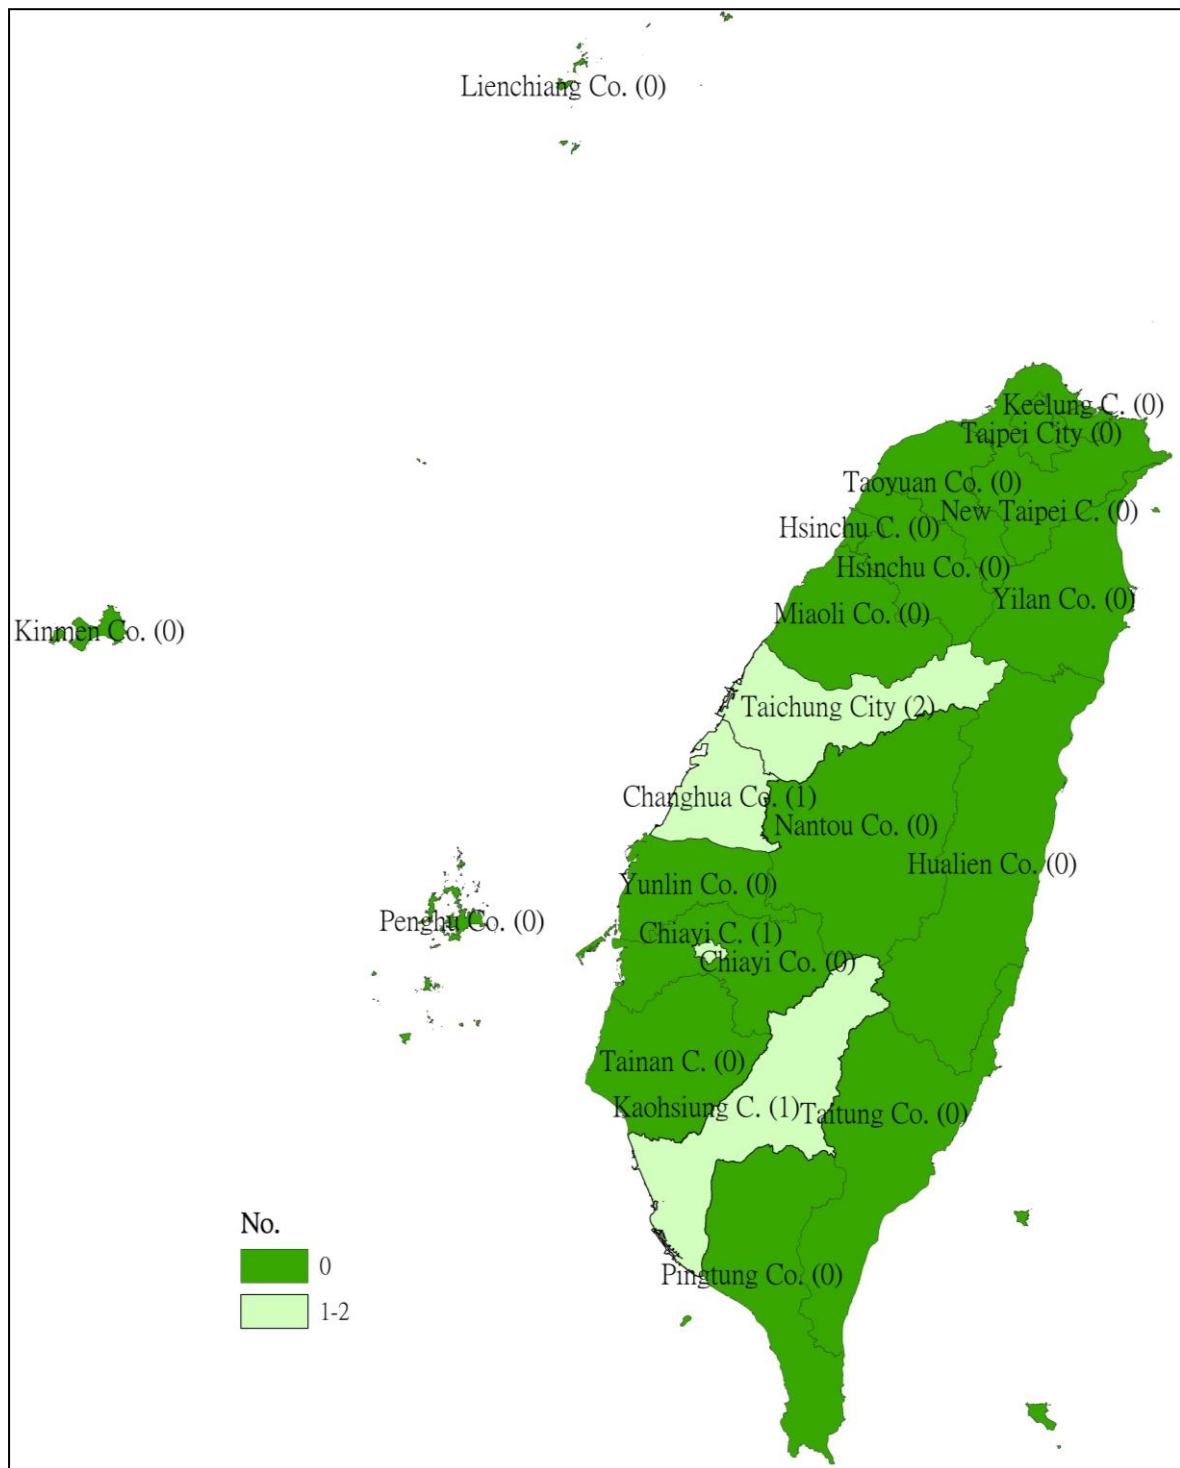 Lienchiang Co. (0)
Keelung C. (0)
Taipei City (0)
Taoyuan Co. (0)
New Taipei C. (0)
Hsinchu C. (0)
Hsinchu Co. (0)
Yilan Co. (0)
Miaoli Co. (0)
Kinmen Co. (0)
Taichung City (2)
Changhua Co. (1)
Nantou Co. (0)
Hualien Co. (0)
Yunlin Co. (0)
Penghu Co. (0)
Chiayi C. (1)
Chiayi Co. (0)
Tainan C. (0)
Kaohsiung C. (1)
Taitung Co. (0)
No.
0
Pingtung Co. (0)
1-2